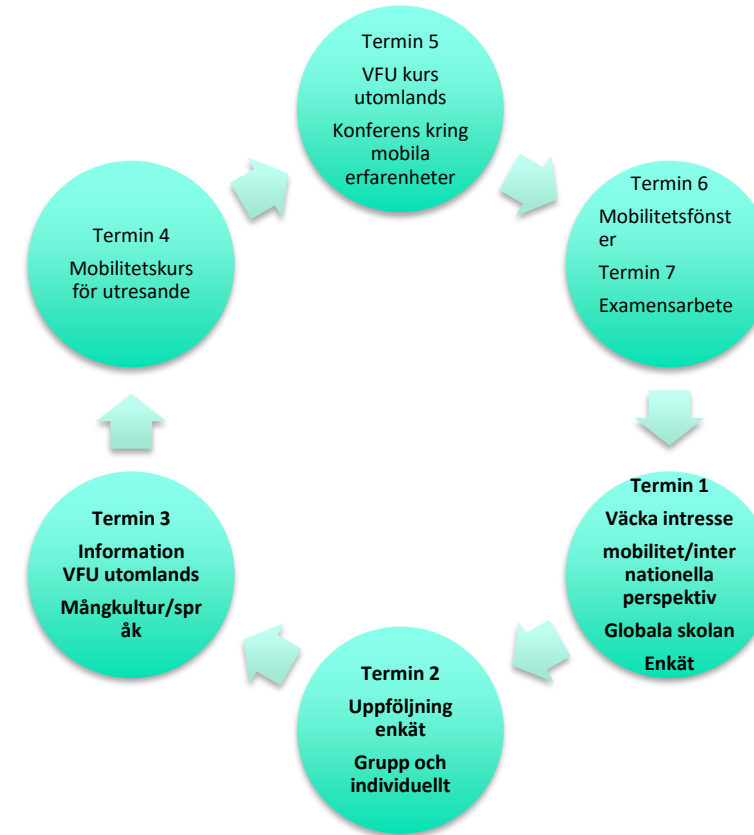 Termin 5
VFU kurs
utomlands
Konferens kring
mobila
erfarenheter
Termin 6
Mobilitetsfönst
er
Termin 7
Examensarbete
Termin 1
Väcka intresse
mobilitet/inter
nationella
perspektiv
Globala skolan
Enkät
Termin 2
Uppföljning
enkät
Grupp och
individuellt
Termin 3
Information
VFU utomlands
Mångkultur/spr
åk
Termin 4
Mobilitetskurs
för utresande